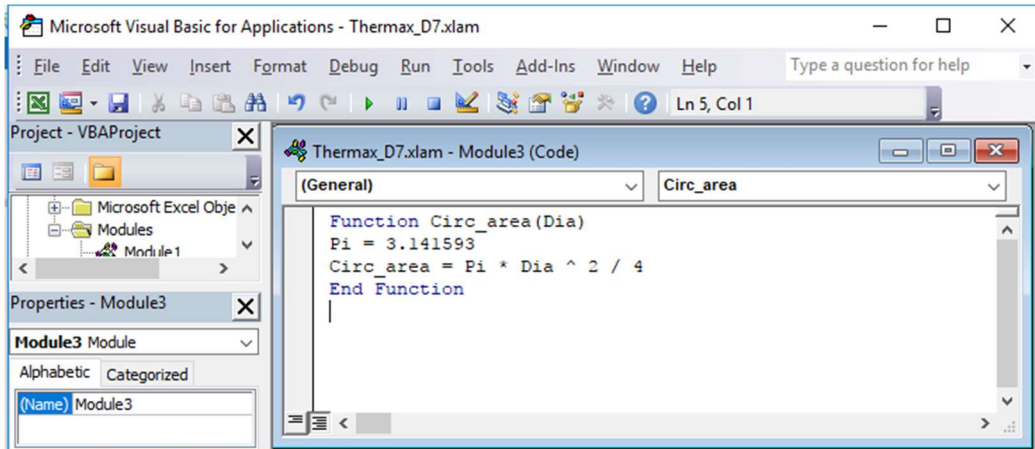 Microsoft Visual Basic for Applications - Thermax_D7.xlam
File Edit View Insert Format Debug Run Tools Add-Ins Window Help Type a question for help
Ln 5, Col 1
Project - VBAProject
Microsoft Excel Obje
Modules
Module1
Properties - Module3
Module3 Module
Alphabetic Categorized
(Name) Module3
Thermax_D7.xlam - Module3 (Code)
(General) Circ_area
Function Circ_area(Dia)
Pi = 3.141593
Circ_area = Pi * Dia ^ 2 / 4
End Function